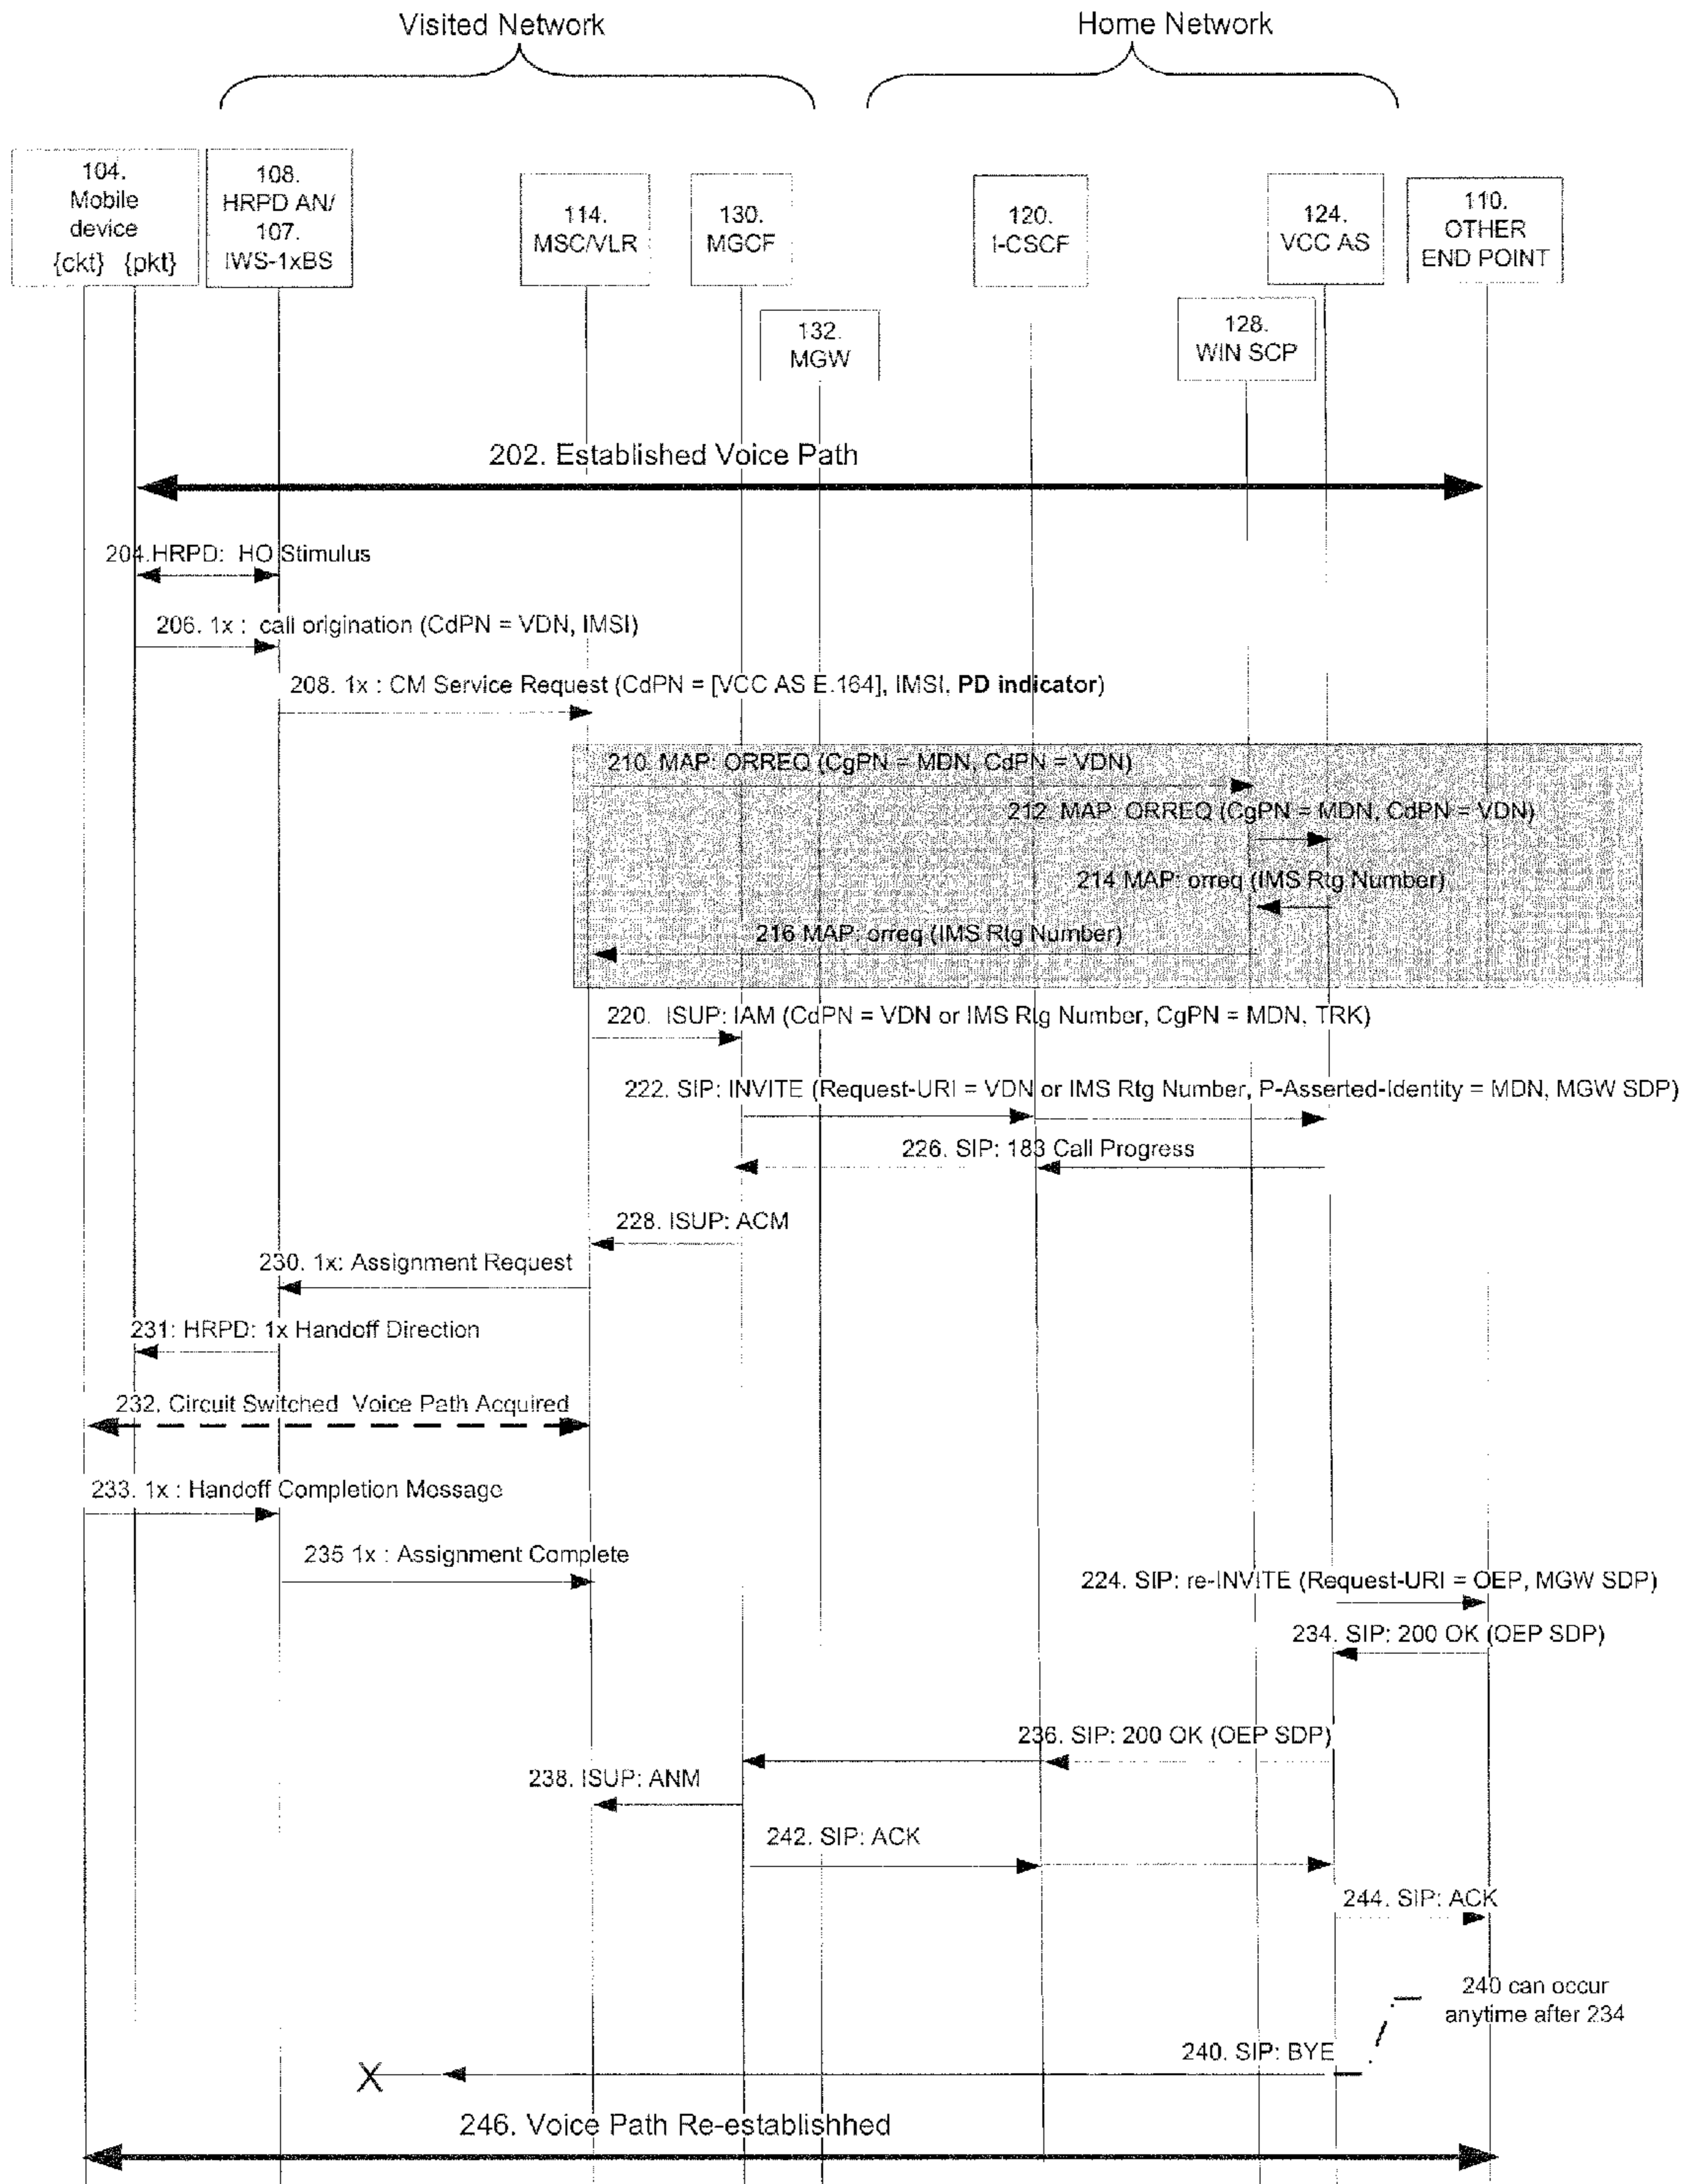 Visited Network
Home Network
104.
Mobile
device
{ckt} {pkt}
108.
HRPD AN/
107.
IWS-1xBS
114.
MSC/VLR
130.
MGCF
120.
I-CSCF
124.
VCC AS
110.
OTHER
END POINT
132.
MGW
128.
WIN SCP
202. Established Voice Path
204.HRPD: HO Stimulus
206. 1x : call origination (CdPN = VDN, IMSI)
208. 1x : CM Service Request (CdPN = [VCC AS E.164], IMSI, PD indicator)
210. MAP: ORREQ (CgPN = MDN, CdPN = VDN)
212. MAP: ORREQ (CgPN = MDN, CdPN = VDN)
214 MAP: orreq (IMS Rtg Number)
216 MAP: orreq (IMS Rtg Number)
220. ISUP: IAM (CdPN = VDN or IMS Rtg Number, CgPN = MDN, TRK)
222. SIP: INVITE (Request-URI = VDN or IMS Rtg Number, P-Asserted-Identity = MDN, MGW SDP)
226. SIP: 183 Call Progress
228. ISUP: ACM
230. 1x: Assignment Request
231: HRPD: 1x Handoff Direction
232. Circuit Switched Voice Path Acquired
233. 1x : Handoff Completion Message
235 1x : Assignment Complete
224. SIP: re-INVITE (Request-URI = OEP, MGW SDP)
234. SIP: 200 OK (OEP SDP)
236. SIP: 200 OK (OEP SDP)
238. ISUP: ANM
242. SIP: ACK
244. SIP: ACK
240 can occur
anytime after 234
240. SIP: BYE
X
246. Voice Path Re-establishhed